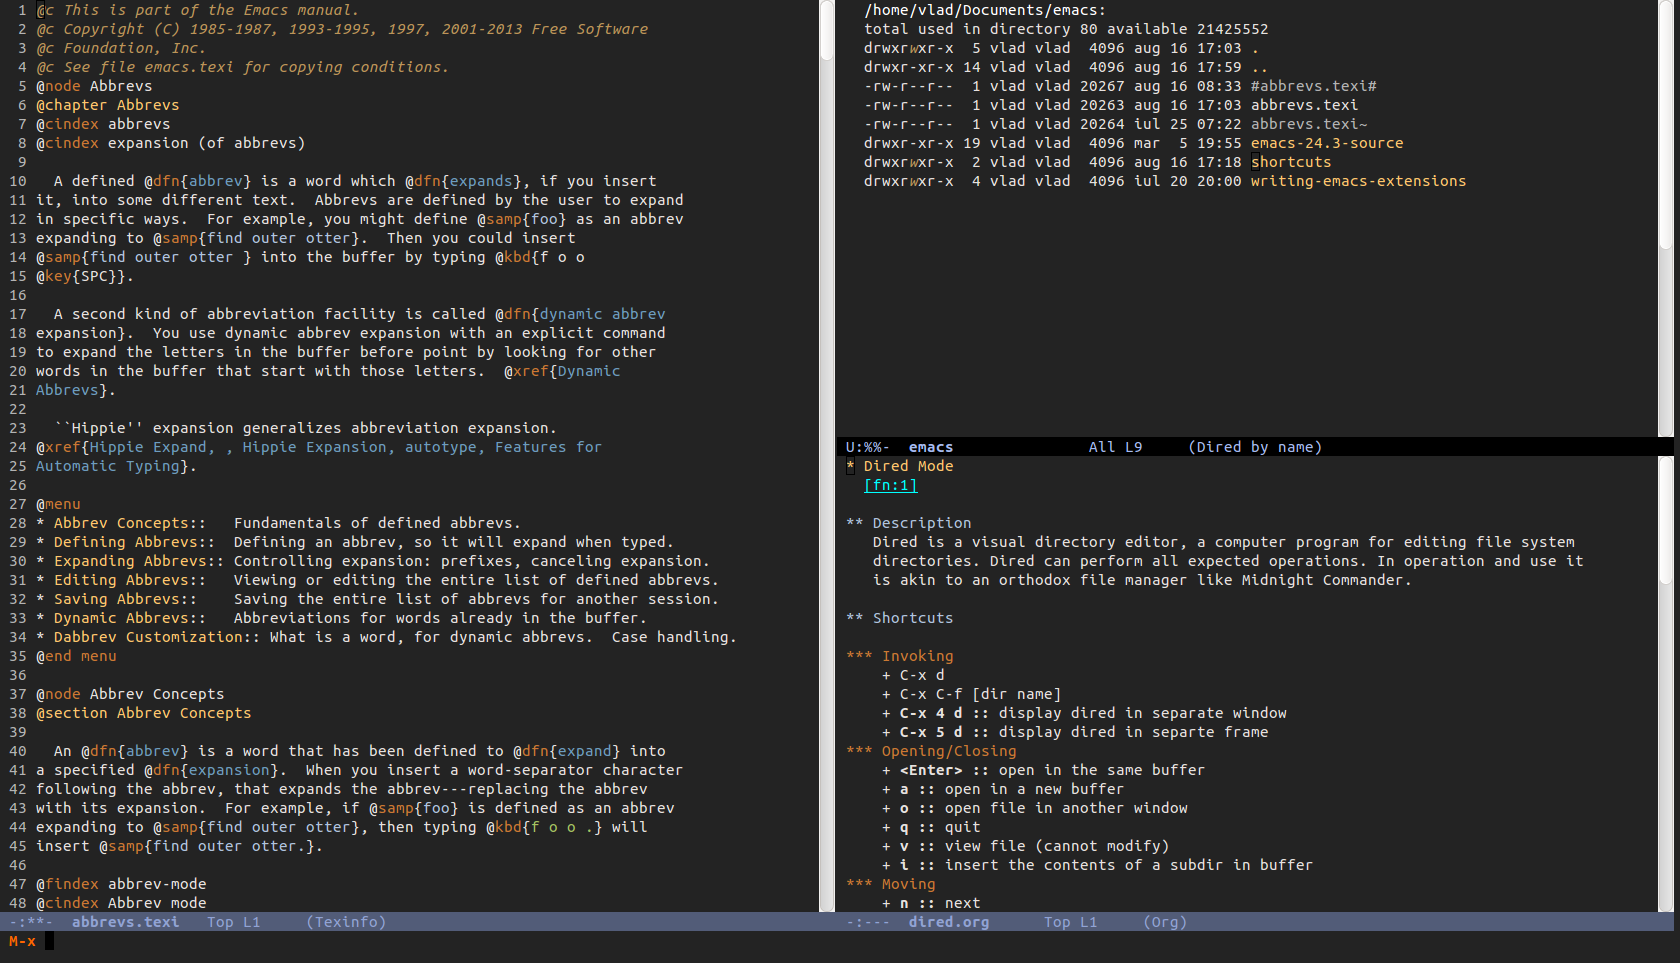 1 @c This is part of the Emacs manual.
2 @c Copyright (C) 1985-1987, 1993-1995, 1997, 2001-2013 Free Software
3 @c Foundation, Inc.
4 @c See file emacs.texi for copying conditions.
5 @node Abbrevs
6 @chapter Abbrevs
7 @cindex abbrevs
8 @cindex expansion (of abbrevs)
9
10   A defined @dfn{abbrev} is a word which @dfn{expands}, if you insert
11 it, into some different text.  Abbrevs are defined by the user to expand
12 in specific ways.  For example, you might define @samp{foo} as an abbrev
13 expanding to @samp{find outer otter}.  Then you could insert
14 @samp{find outer otter } into the buffer by typing @kbd{f o o
15 @key{SPC}}.
16
17   A second kind of abbreviation facility is called @dfn{dynamic abbrev
18 expansion}.  You use dynamic abbrev expansion with an explicit command
19 to expand the letters in the buffer before point by looking for other
20 words in the buffer that start with those letters.  @xref{Dynamic
21 Abbrevs}.
22
23   ``Hippie'' expansion generalizes abbreviation expansion.
24 @xref{Hippie Expand, , Hippie Expansion, autotype, Features for
25 Automatic Typing}.
26
27 @menu
28 * Abbrev Concepts::   Fundamentals of defined abbrevs.
29 * Defining Abbrevs::  Defining an abbrev, so it will expand when typed.
30 * Expanding Abbrevs:: Controlling expansion: prefixes, canceling expansion.
31 * Editing Abbrevs::   Viewing or editing the entire list of defined abbrevs.
32 * Saving Abbrevs::    Saving the entire list of abbrevs for another session.
33 * Dynamic Abbrevs::   Abbreviations for words already in the buffer.
34 * Dabbrev Customization:: What is a word, for dynamic abbrevs.  Case handling.
35 @end menu
36
37 @node Abbrev Concepts
38 @section Abbrev Concepts
39
40   An @dfn{abbrev} is a word that has been defined to @dfn{expand} into
41 a specified @dfn{expansion}.  When you insert a word-separator character
42 following the abbrev, that expands the abbrev---replacing the abbrev
43 with its expansion.  For example, if @samp{foo} is defined as an abbrev
44 expanding to @samp{find outer otter}, then typing @kbd{f o o .} will
45 insert @samp{find outer otter.}.
46
47 @findex abbrev-mode
48 @cindex Abbrev mode
-:**-  abbrevs.texi   Top L1     (Texinfo)
M-x
/home/vlad/Documents/emacs:
total used in directory 80 available 21425552
drwxrwxr-x  5 vlad vlad  4096 aug 16 17:03 .
drwxr-xr-x 14 vlad vlad  4096 aug 16 17:59 ..
-rw-r--r--  1 vlad vlad 20267 aug 16 08:33 #abbrevs.texi#
-rw-r--r--  1 vlad vlad 20263 aug 16 17:03 abbrevs.texi
-rw-r--r--  1 vlad vlad 20264 iul 25 07:22 abbrevs.texi~
drwxr-xr-x 19 vlad vlad  4096 mar  5 19:55 emacs-24.3-source
drwxrwxr-x  2 vlad vlad  4096 aug 16 17:18 shortcuts
drwxrwxr-x  4 vlad vlad  4096 iul 20 20:00 writing-emacs-extensions
U:%%-  emacs               All L9     (Dired by name)
* Dired Mode
[fn:1]
** Description
Dired is a visual directory editor, a computer program for editing file system
directories. Dired can perform all expected operations. In operation and use it
is akin to an orthodox file manager like Midnight Commander.
** Shortcuts
*** Invoking
+ C-x d
+ C-x C-f [dir name]
+ C-x 4 d :: display dired in separate window
+ C-x 5 d :: display dired in separte frame
*** Opening/Closing
+ <Enter> :: open in the same buffer
+ a :: open in a new buffer
+ o :: open file in another window
+ q :: quit
+ v :: view file (cannot modify)
+ i :: insert the contents of a subdir in buffer
*** Moving
+ n :: next
-:---  dired.org      Top L1     (Org)